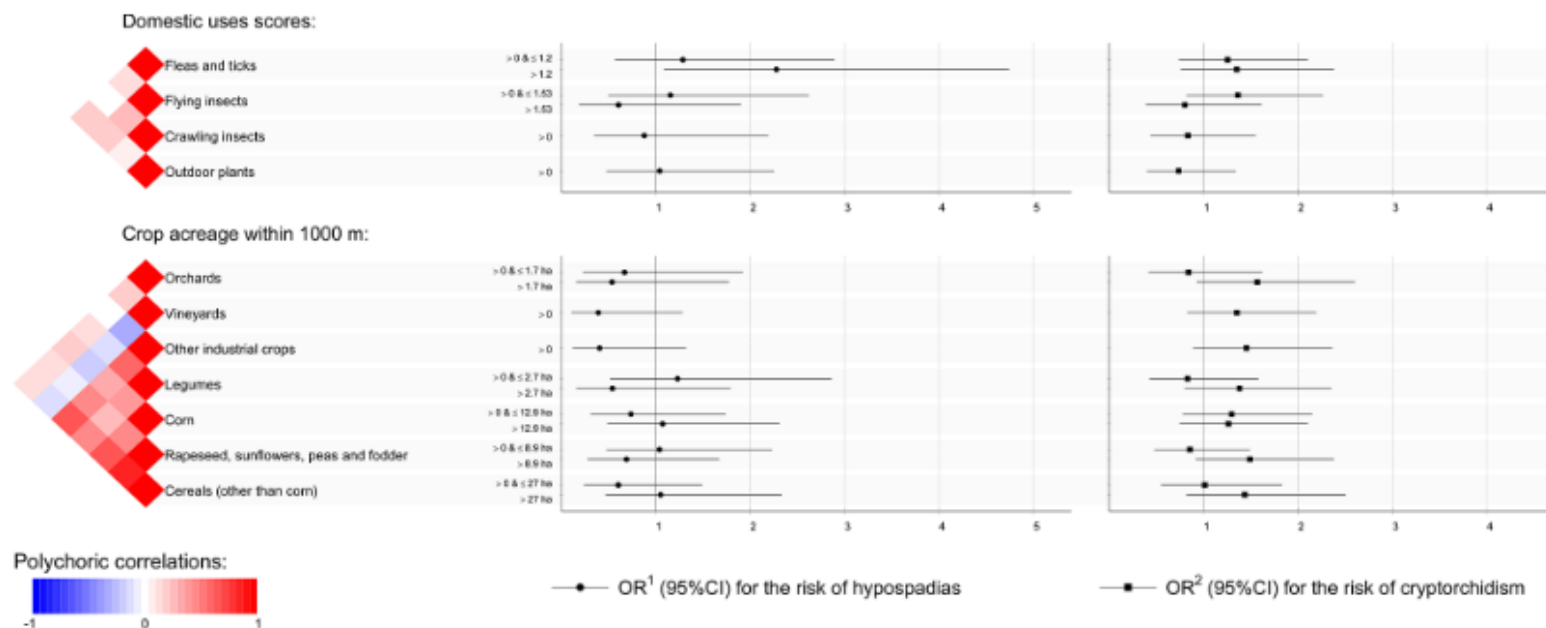 Domestic uses scores:
Fleas and ticks
> 0 & ≤ 1.2
> 1.2
Flying insects
> 0 & ≤ 1.53
> 1.53
Crawling insects
> 0
Outdoor plants
> 0
1 2 3 4 5
1 2 3 4
Crop acreage within 1000 m:
Orchards
> 0 & ≤ 1.7 ha
> 1.7 ha
Vineyards
> 0
Other industrial crops
> 0
Legumes
> 0 & ≤ 2.7 ha
> 2.7 ha
Corn
> 0 & ≤ 12.9 ha
> 12.9 ha
Rapeseed, sunflowers, peas and fodder
> 0 & ≤ 8.9 ha
> 8.9 ha
Cereals (other than corn)
> 0 & ≤ 27 ha
> 27 ha
1 2 3 4 5
1 2 3 4
Polychoric correlations:
-1 0 1
OR¹ (95%CI) for the risk of hypospadias
OR² (95%CI) for the risk of cryptorchidism